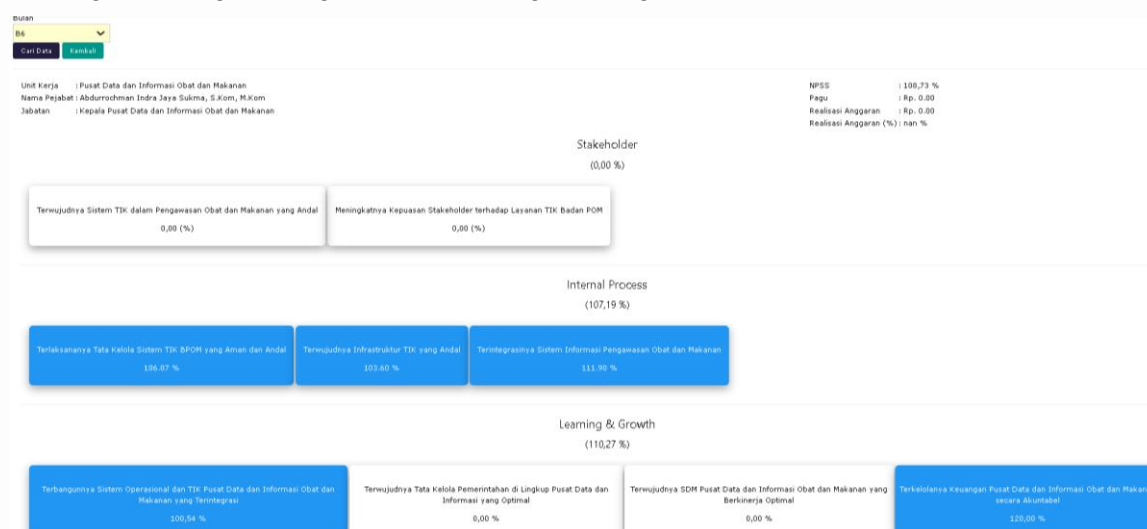 Bulan
B6
Cari Data Kembali
Unit Kerja : Pusat Data dan Informasi Obat dan Makanan
Nama Pejabat : Abdurrochman Indra Jaya Sukma, S.Kom, M.Kom
Jabatan : Kepala Pusat Data dan Informasi Obat dan Makanan
NPSS : 108,73 %
Pagu : Rp. 0.00
Realisasi Anggaran : Rp. 0.00
Realisasi Anggaran (%) : nan %
Stakeholder
(0,00 %)
Terwujudnya Sistem TIK dalam Pengawasan Obat dan Makanan yang Andal
0,00 (%)
Meningkatnya Kepuasan Stakeholder terhadap Layanan TIK Badan POM
0,00 (%)
Internal Process
(107,19 %)
Terlaksananya Tata Kelola Sistem TIK BPOM yang Aman dan Andal
106.07 %
Terwujudnya Infrastruktur TIK yang Andal
103.60 %
Terintegrasinya Sistem Informasi Pengawasan Obat dan Makanan
111.90 %
Learning & Growth
(110,27 %)
Terbangunnya Sistem Operasional dan TIK Pusat Data dan Informasi Obat dan
Makanan yang Terintegrasi
100,54 %
Terwujudnya Tata Kelola Pemerintahan di Lingkup Pusat Data dan
Informasi yang Optimal
0,00 %
Terwujudnya SDM Pusat Data dan Informasi Obat dan Makanan yang
Berkinerja Optimal
0,00 %
Terkelolanya Keuangan Pusat Data dan Informasi Obat dan Makan
secara Akuntabel
120,00 %